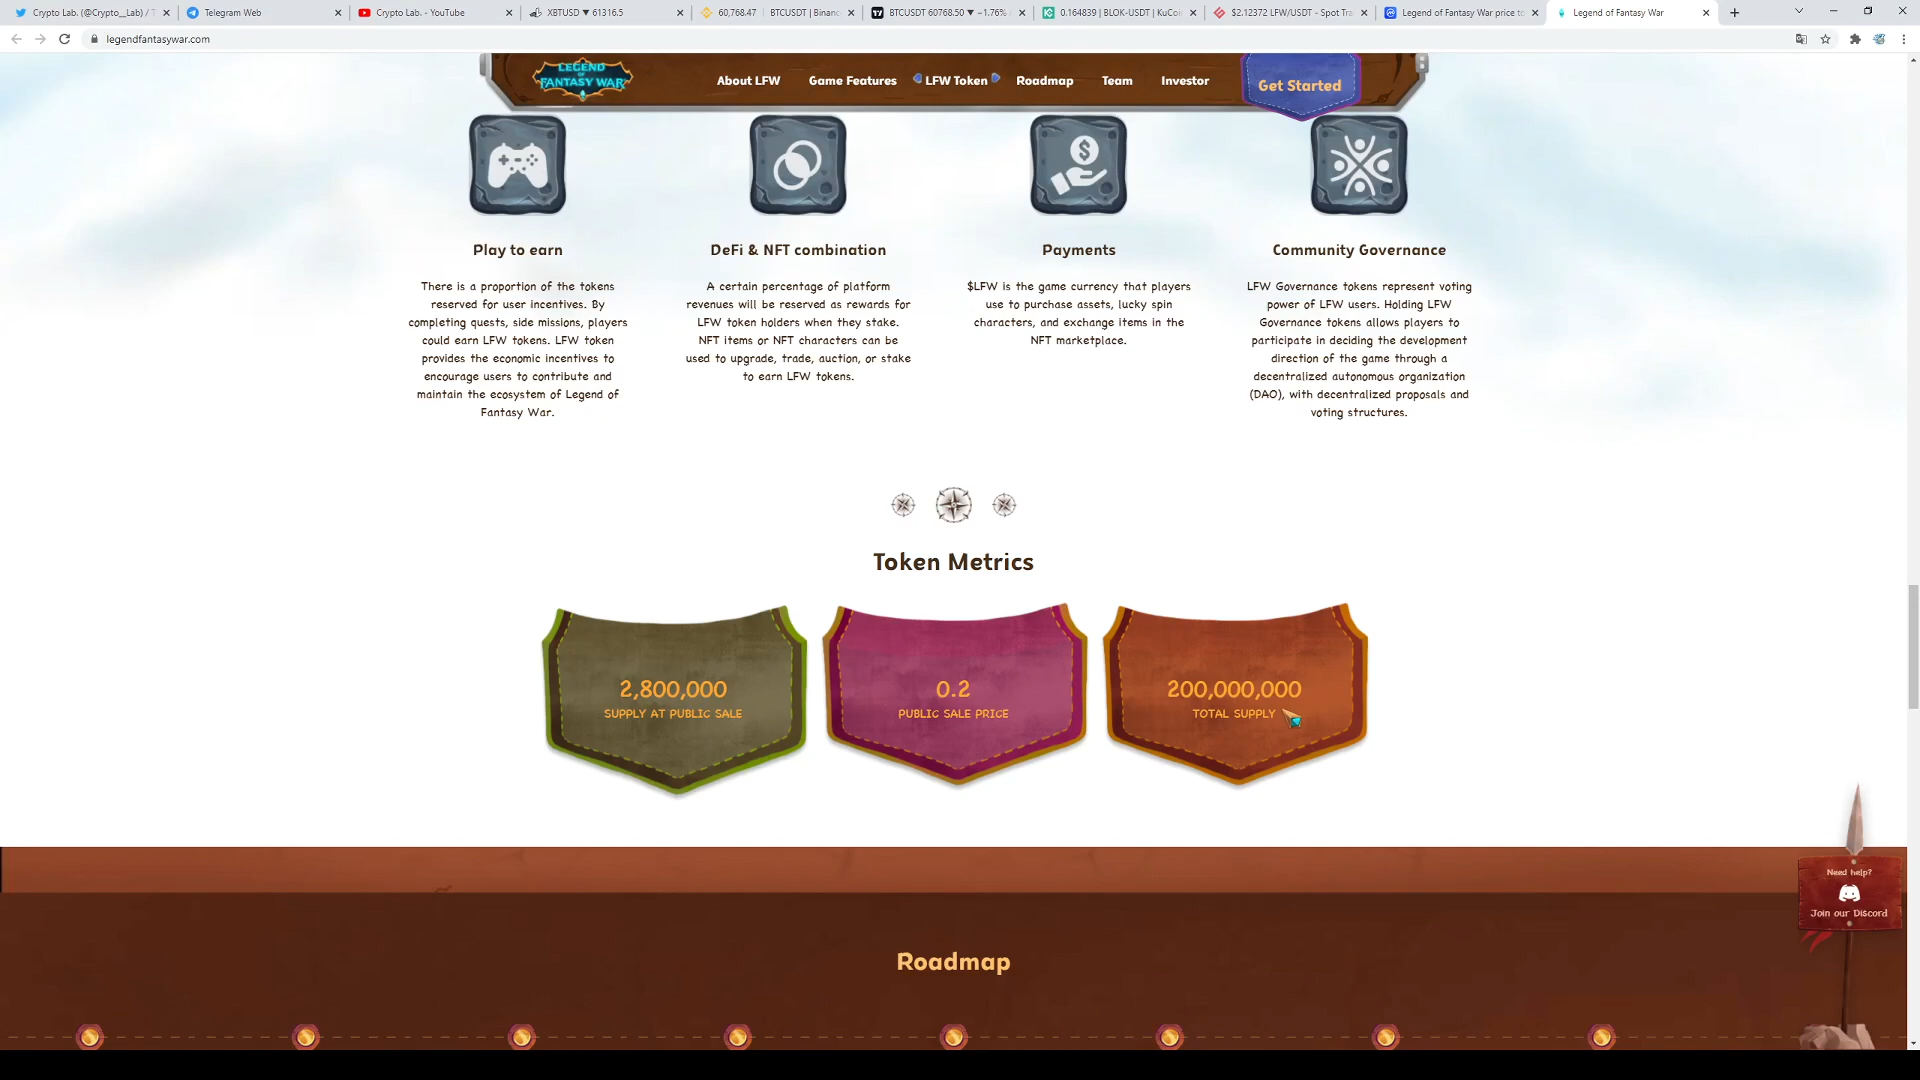 Crypto Lab. (@Crypto__Lab) / T
Telegram Web
Crypto Lab. - YouTube
XBTUSD ▼ 61316.5
60,768.47 | BTCUSDT | Binanc
BTCUSDT 60768.50 ▼ −1.76%
0.164839 | BLOK-USDT | KuCoi
$2.12372 LFW/USDT - Spot Tra
Legend of Fantasy War price to
Legend of Fantasy War
legendfantasywar.com
LEGEND
OF
FANTASY WAR
About LFW
Game Features
LFW Token
Roadmap
Team
Investor
Get Started
Play to earn
There is a proportion of the tokens
reserved for user incentives. By
completing quests, side missions, players
could earn LFW tokens. LFW token
provides the economic incentives to
encourage users to contribute and
maintain the ecosystem of Legend of
Fantasy War.
DeFi & NFT combination
A certain percentage of platform
revenues will be reserved as rewards for
LFW token holders when they stake.
NFT items or NFT characters can be
used to upgrade, trade, auction, or stake
to earn LFW tokens.
Payments
$LFW is the game currency that players
use to purchase assets, lucky spin
characters, and exchange items in the
NFT marketplace.
Community Governance
LFW Governance tokens represent voting
power of LFW users. Holding LFW
Governance tokens allows players to
participate in deciding the development
direction of the game through a
decentralized autonomous organization
(DAO), with decentralized proposals and
voting structures.
Token Metrics
2,800,000
SUPPLY AT PUBLIC SALE
0.2
PUBLIC SALE PRICE
200,000,000
TOTAL SUPPLY
Need help?
Join our Discord
Roadmap